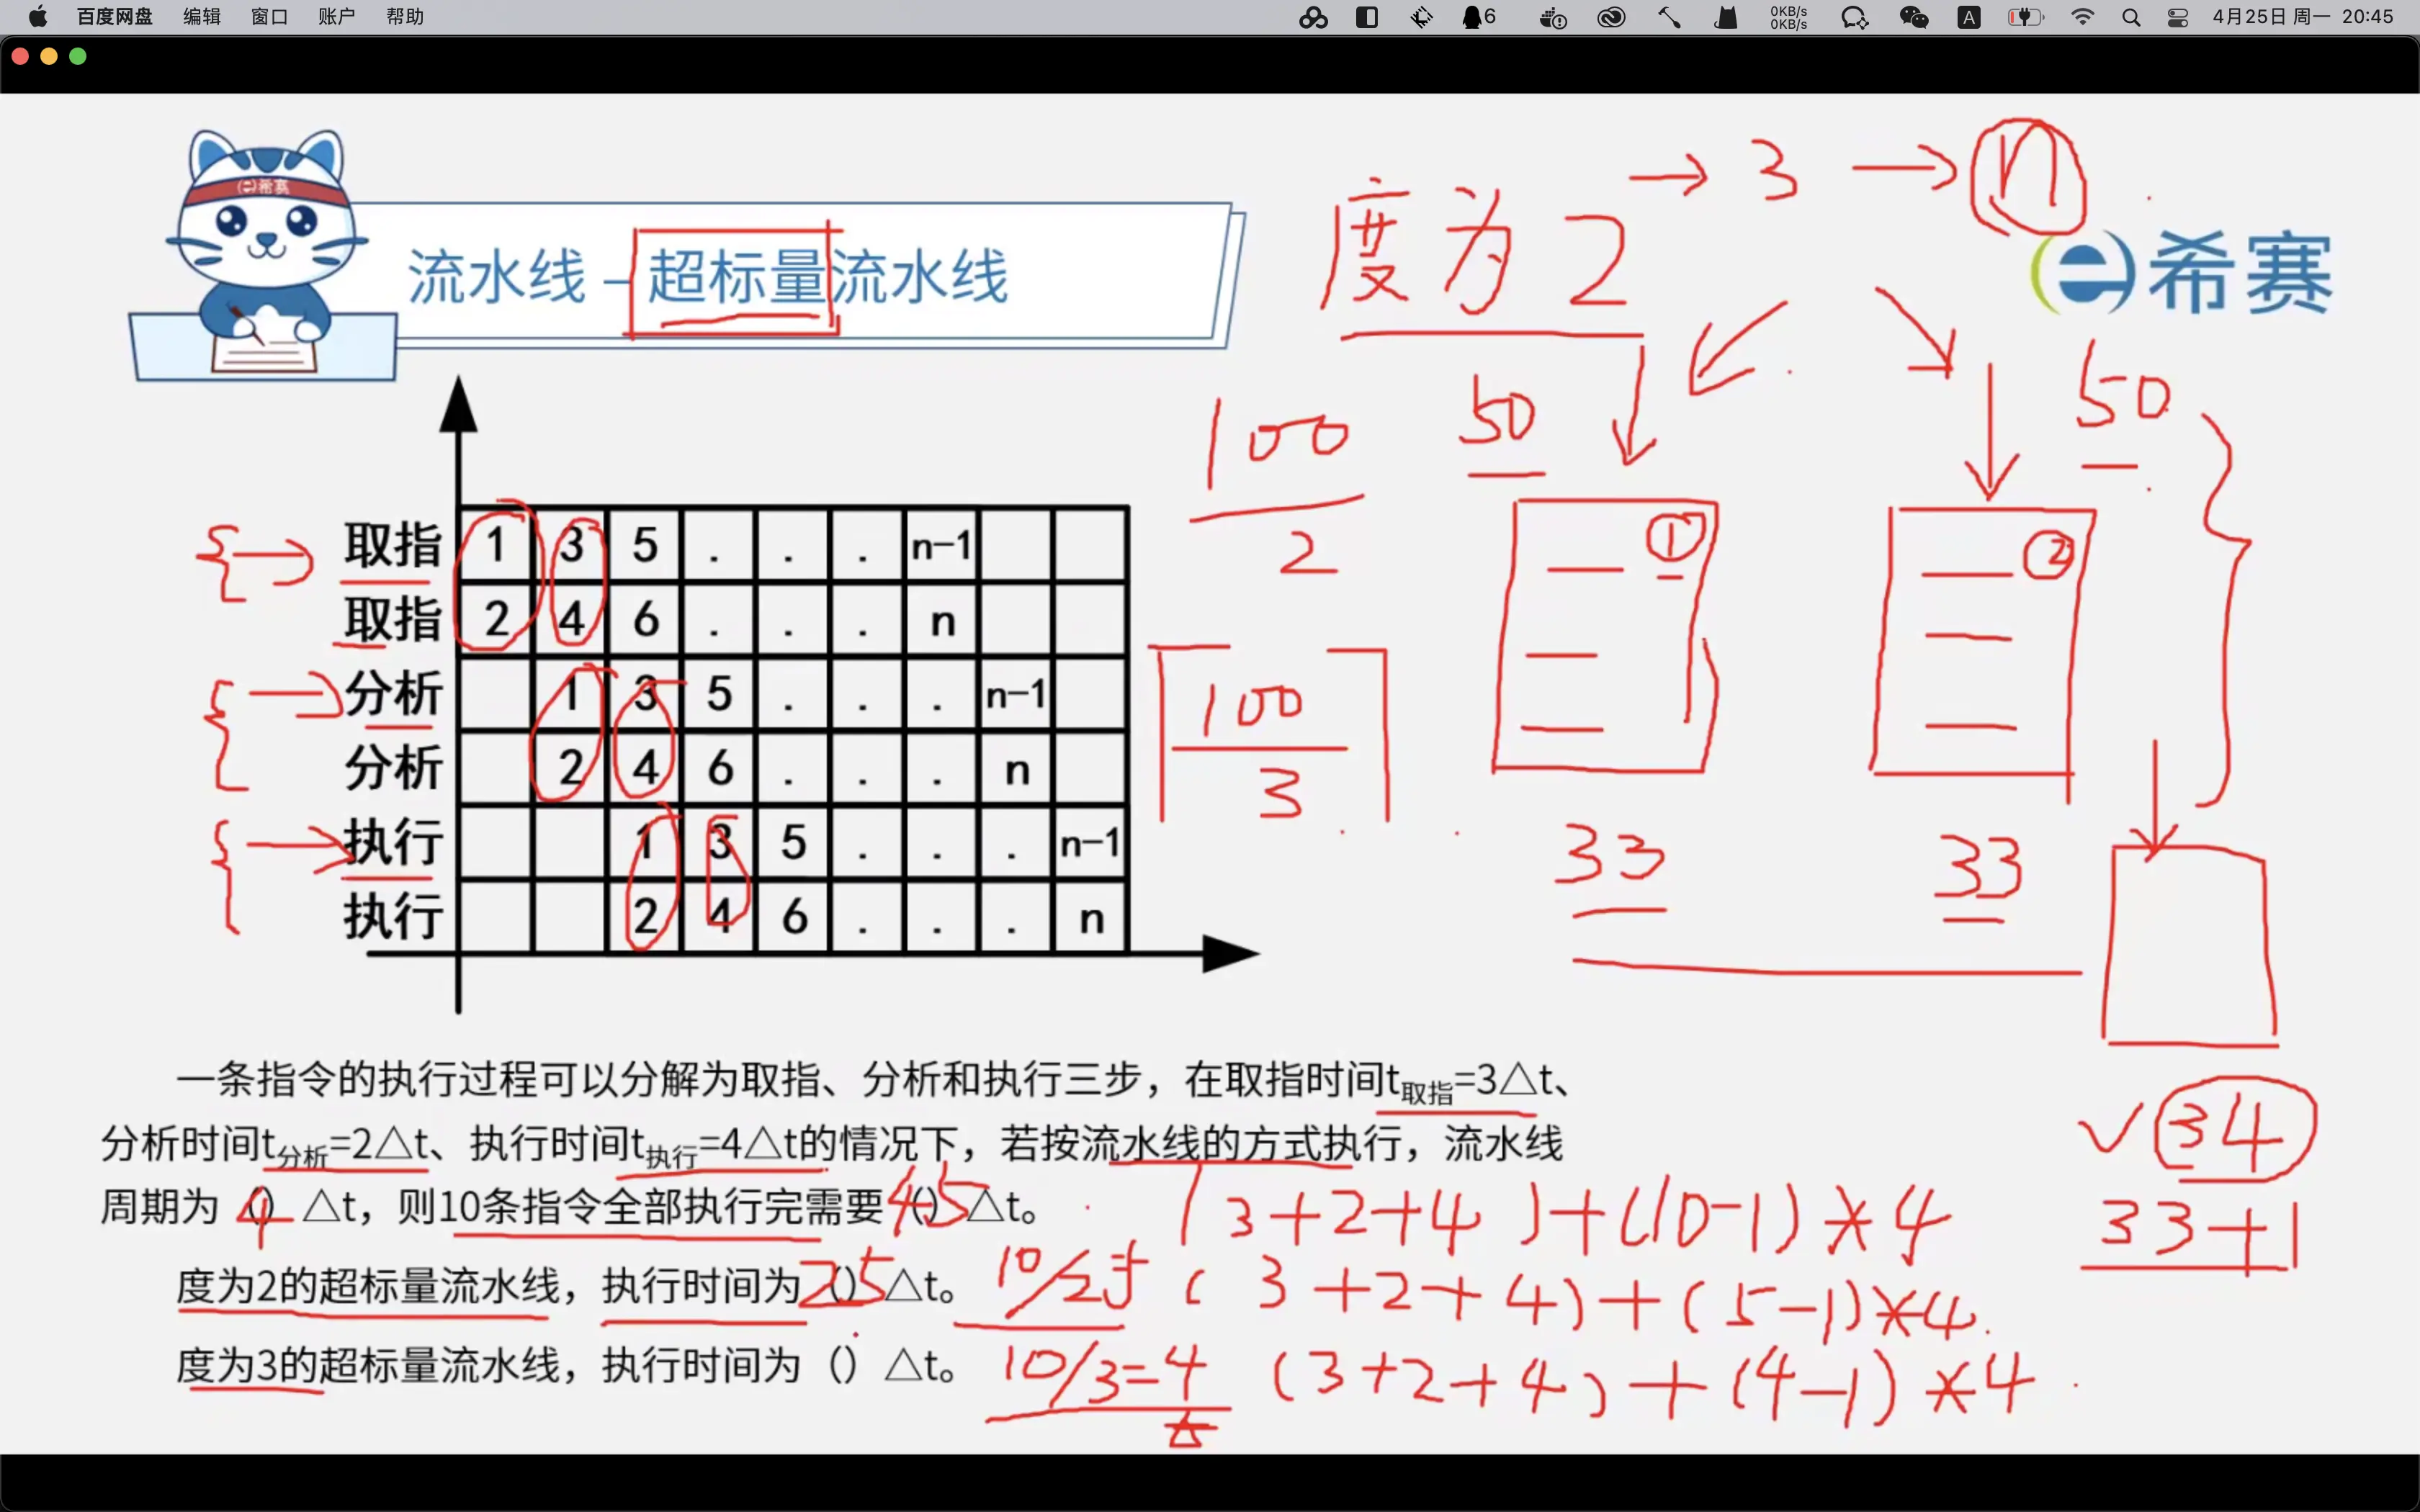 百度网盘 编辑 窗口 账户 帮助 6 0KB/s 0KB/s A 4月25日 周一 20:45
希赛
流水线 – 超标量流水线
度为2 → 3 → n
希赛
100
2
50
50
①
②
取指 1 3 5 . . . n-1
取指 2 4 6 . . . n
分析 1 3 5 . . . n-1
分析 2 4 6 . . . n
执行 1 3 5 . . . n-1
执行 2 4 6 . . . n
100
3
33
33
34
33+1
一条指令的执行过程可以分解为取指、分析和执行三步，在取指时间t取指=3△t、
分析时间t分析=2△t、执行时间t执行=4△t的情况下，若按流水线的方式执行，流水线
周期为（）4△t，则10条指令全部执行完需要（）45△t。 (3+2+4)+(10-1)*4
度为2的超标量流水线，执行时间为（）25△t。 10/2 (3+2+4)+(5-1)*4
度为3的超标量流水线，执行时间为（）△t。 10/3=4 (3+2+4)+(4-1)*4